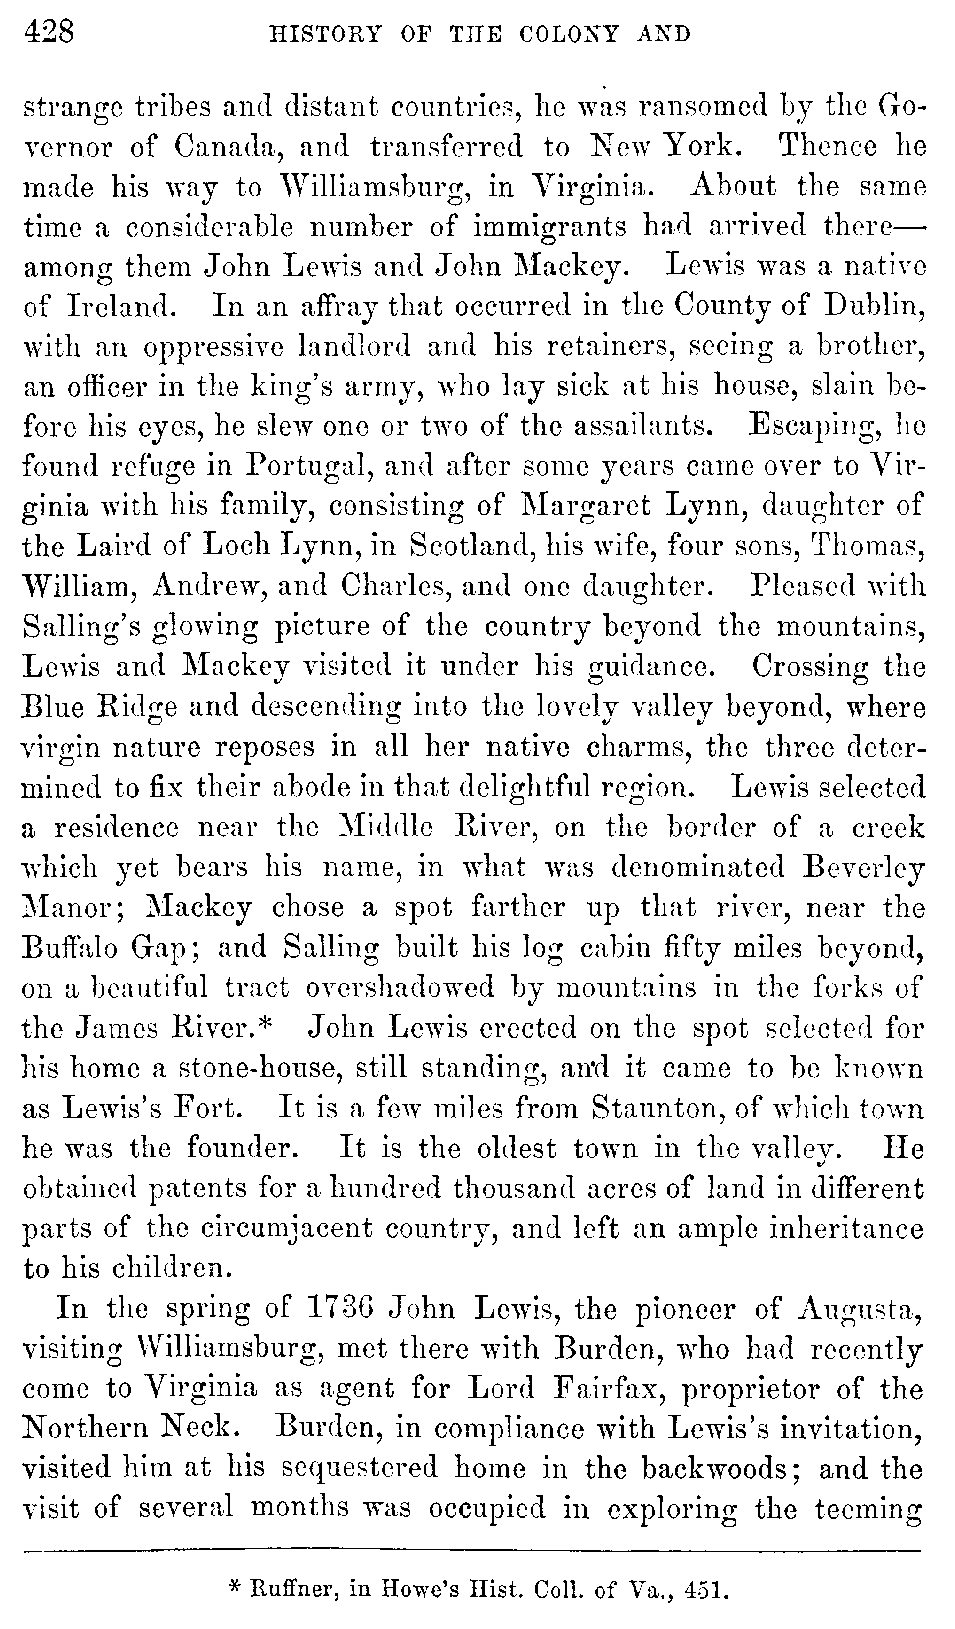 428 HISTORY OF THE COLONY AND
strange tribes and distant countries, he was ransomed by the Go-
vernor of Canada, and transferred to New York. Thence he
made his way to Williamsburg, in Virginia. About the same
time a considerable number of immigrants had arrived there—
among them John Lewis and John Mackey. Lewis was a native
of Ireland. In an affray that occurred in the County of Dublin,
with an oppressive landlord and his retainers, seeing a brother,
an officer in the king's army, who lay sick at his house, slain be-
fore his eyes, he slew one or two of the assailants. Escaping, he
found refuge in Portugal, and after some years came over to Vir-
ginia with his family, consisting of Margaret Lynn, daughter of
the Laird of Loch Lynn, in Scotland, his wife, four sons, Thomas,
William, Andrew, and Charles, and one daughter. Pleased with
Salling's glowing picture of the country beyond the mountains,
Lewis and Mackey visited it under his guidance. Crossing the
Blue Ridge and descending into the lovely valley beyond, where
virgin nature reposes in all her native charms, the three deter-
mined to fix their abode in that delightful region. Lewis selected
a residence near the Middle River, on the border of a creek
which yet bears his name, in what was denominated Beverley
Manor; Mackey chose a spot farther up that river, near the
Buffalo Gap; and Salling built his log cabin fifty miles beyond,
on a beautiful tract overshadowed by mountains in the forks of
the James River.* John Lewis erected on the spot selected for
his home a stone-house, still standing, and it came to be known
as Lewis's Fort. It is a few miles from Staunton, of which town
he was the founder. It is the oldest town in the valley. He
obtained patents for a hundred thousand acres of land in different
parts of the circumjacent country, and left an ample inheritance
to his children.
In the spring of 1736 John Lewis, the pioneer of Augusta,
visiting Williamsburg, met there with Burden, who had recently
come to Virginia as agent for Lord Fairfax, proprietor of the
Northern Neck. Burden, in compliance with Lewis's invitation,
visited him at his sequestered home in the backwoods; and the
visit of several months was occupied in exploring the teeming
* Ruffner, in Howe's Hist. Coll. of Va., 451.